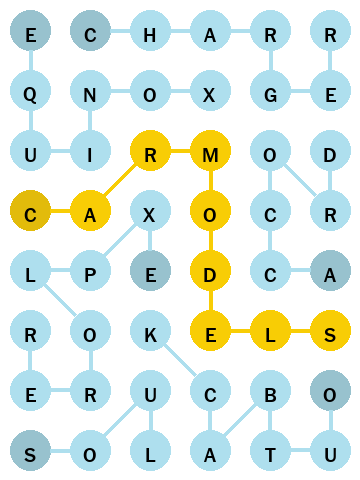 E C H A R R
Q N O X G E
U I R M O D
C A X O C R
L P E D C A
R O K E L S
E R U C B O
S O L A T U